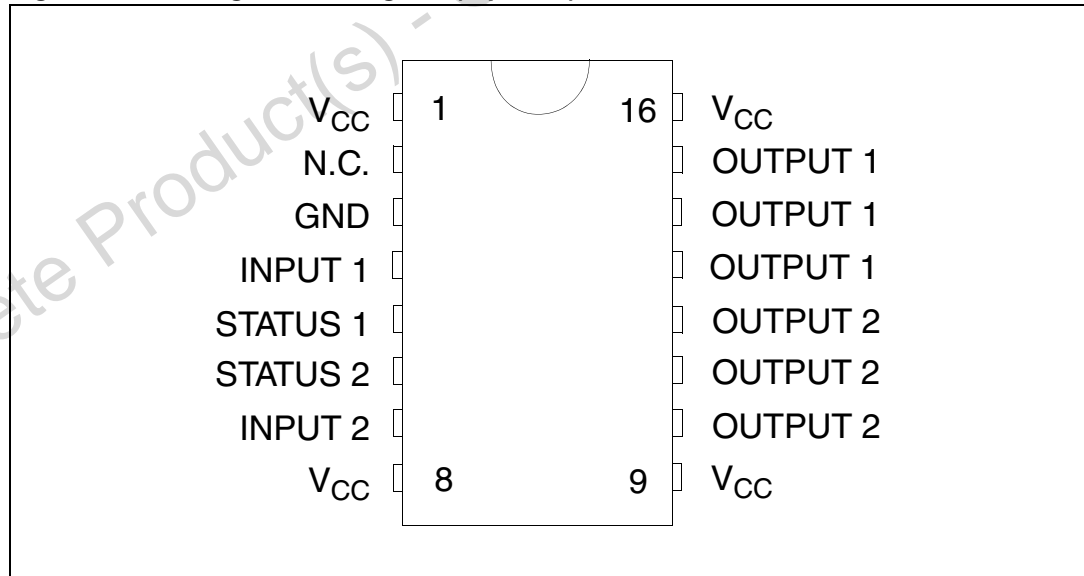 ete Product(s) -
V_CC 1 16 V_CC
N.C. OUTPUT 1
GND OUTPUT 1
INPUT 1 OUTPUT 1
STATUS 1 OUTPUT 2
STATUS 2 OUTPUT 2
INPUT 2 OUTPUT 2
V_CC 8 9 V_CC